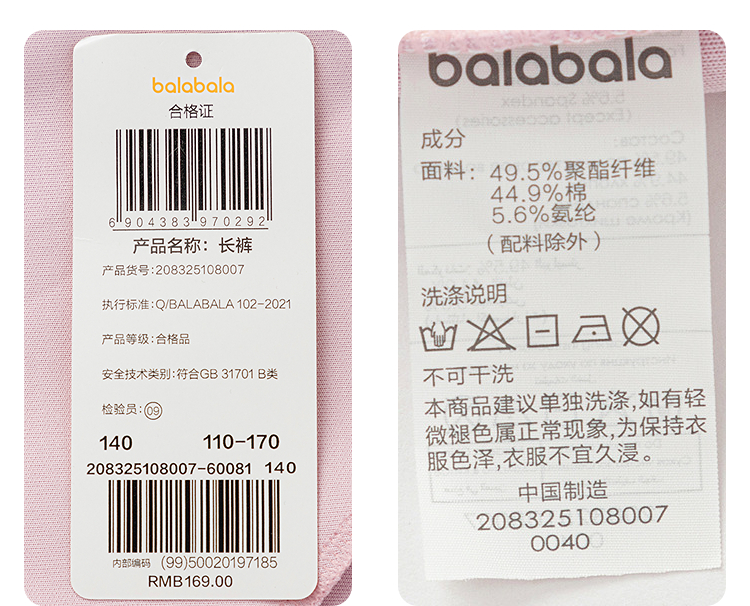 balabala
合格证
6 904383 970292
产品名称：长裤
产品货号:208325108007
执行标准:Q/BALABALA 102-2021
产品等级:合格品
安全技术类别:符合GB 31701 B类
检验员:09
140 110-170
208325108007-60081 140
内部编码 (99)50020197185
RMB169.00
balabala
5.6% Spandex
(Except accessories)
成分
面料：49.5%聚酯纤维
44.9%棉
5.6%氨纶
（配料除外）
洗涤说明
不可干洗
本商品建议单独洗涤,如有轻
微褪色属正常现象,为保持衣
服色泽,衣服不宜久浸。
中国制造
208325108007
0040